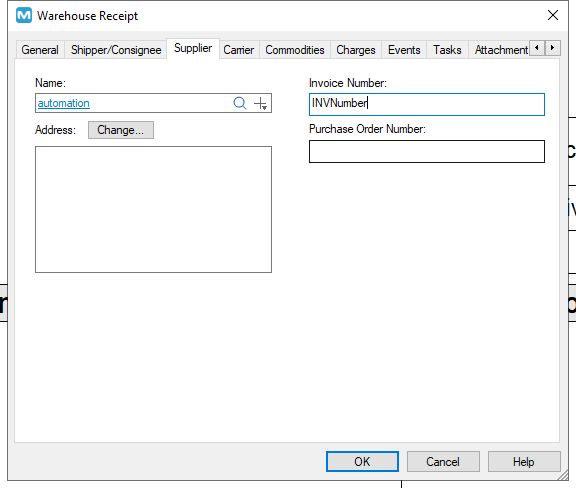 Warehouse Receipt
General Shipper/Consignee Supplier Carrier Commodities Charges Events Tasks Attachment
Name:
automation
Address: Change...
Invoice Number:
INVNumber
Purchase Order Number:
OK Cancel Help